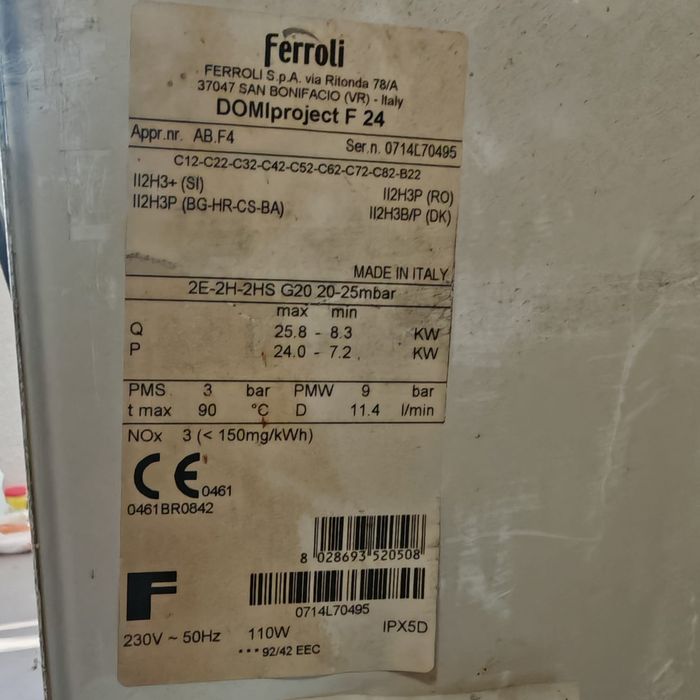 Ferroli
FERROLI S.p.A. via Ritonda 78/A
37047 SAN BONIFACIO (VR) - Italy
DOMIproject F 24
Appr.nr. AB.F4 Ser.n. 0714L70495
C12-C22-C32-C42-C52-C62-C72-C82-B22
II2H3+ (SI) II2H3P (RO)
II2H3P (BG-HR-CS-BA) II2H3B/P (DK)
MADE IN ITALY
2E-2H-2HS G20 20-25mbar
max min
Q 25.8 - 8.3 KW
P 24.0 - 7.2 KW
PMS 3 bar PMW 9 bar
t max 90 °C D 11.4 l/min
NOx 3 (< 150mg/kWh)
CE 0461
0461BR0842
8 028693 520508
F
0714L70495
230V ~ 50Hz 110W IPX5D
*** 92/42 EEC